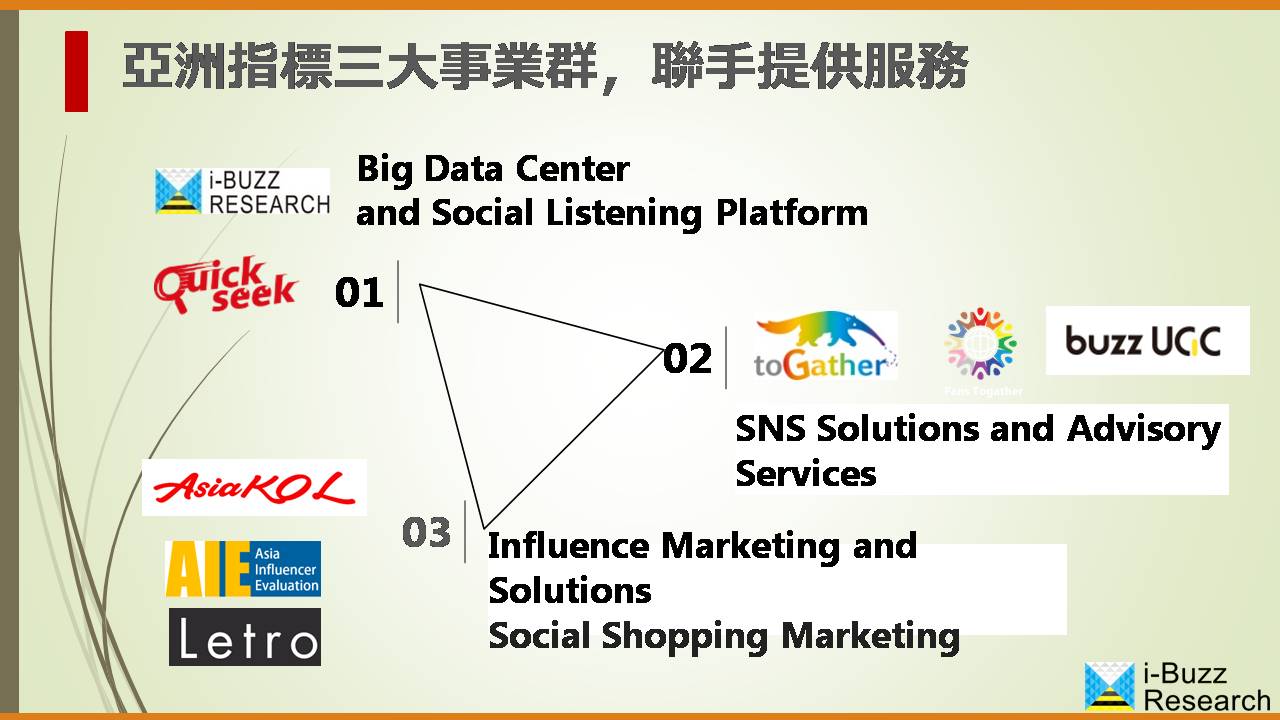 亞洲指標三大事業群，聯手提供服務
i-BUZZ
RESEARCH
Big Data Center
and Social Listening Platform
Quick
seek
01
02
toGather
Fans Togather
buzz UGC
SNS Solutions and Advisory
Services
AsiaKOL
AIE
Asia
Influencer
Evaluation
Letro
03
Influence Marketing and
Solutions
Social Shopping Marketing
i-Buzz
Research